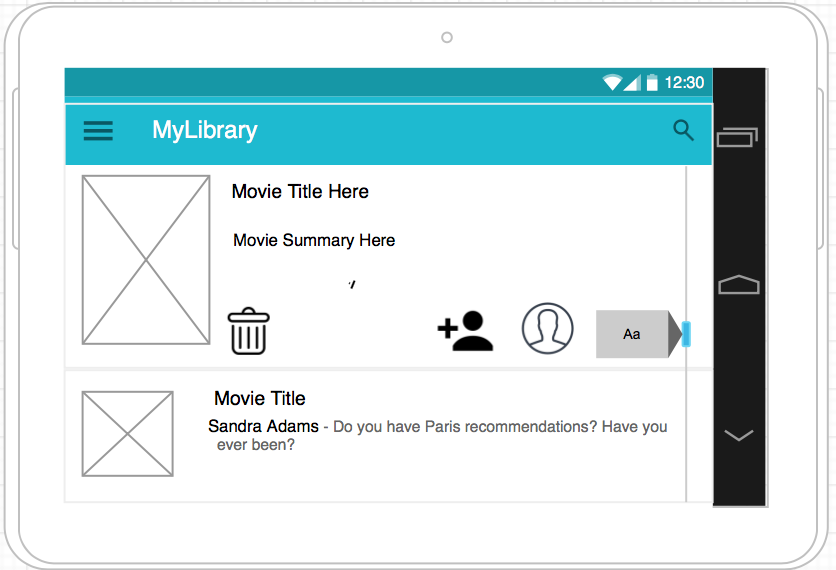 12:30
MyLibrary
Movie Title Here
Movie Summary Here
Aa
Movie Title
Sandra Adams - Do you have Paris recommendations? Have you
ever been?